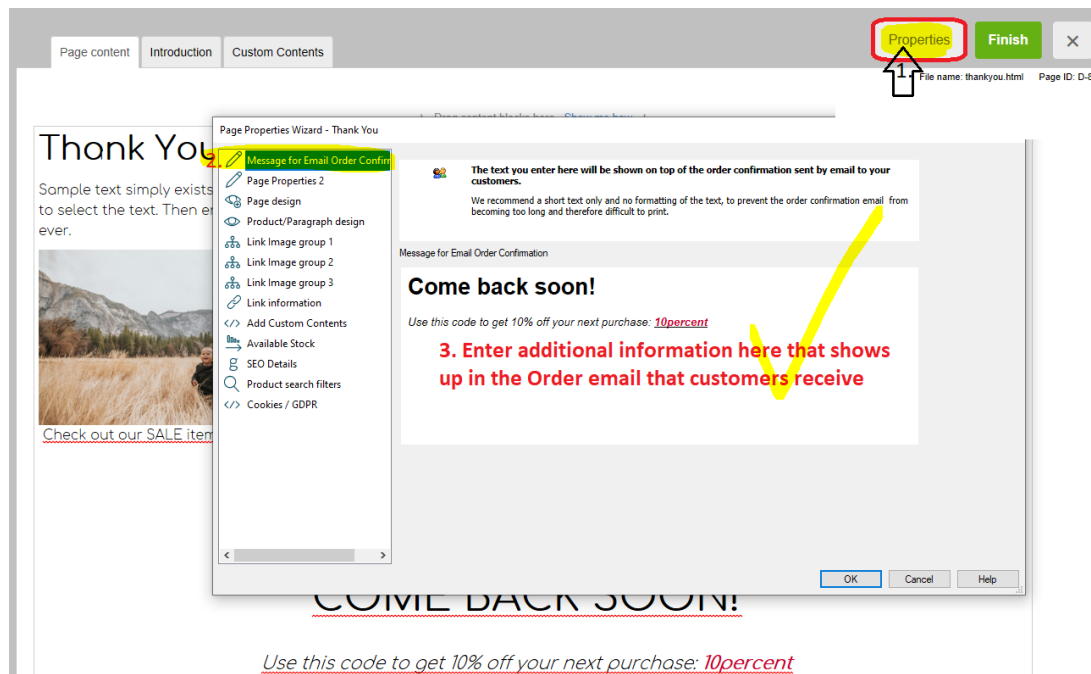 Page content
Introduction
Custom Contents
Properties
Finish
1.
File name: thankyou.html
Page ID: D-8
Thank You
Sample text simply exists
to select the text. Then en
ever.
Check out our SALE item
Page Properties Wizard - Thank You
2.
Message for Email Order Confirm
Page Properties 2
Page design
Product/Paragraph design
Link Image group 1
Link Image group 2
Link Image group 3
Link information
Add Custom Contents
Available Stock
SEO Details
Product search filters
Cookies / GDPR
The text you enter here will be shown on top of the order confirmation sent by email to your
customers.
We recommend a short text only and no formatting of the text, to prevent the order confirmation email from
becoming too long and therefore difficult to print.
Message for Email Order Confirmation
Come back soon!
Use this code to get 10% off your next purchase: 10percent
3. Enter additional information here that shows
up in the Order email that customers receive
OK
Cancel
Help
COME BACK SOON!
Use this code to get 10% off your next purchase: 10percent